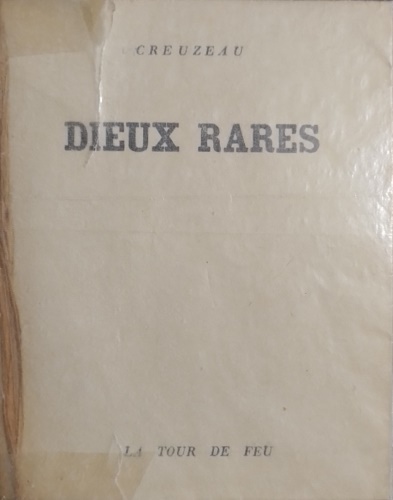 CREUZEAU
DIEUX RARES
LA TOUR DE FEU